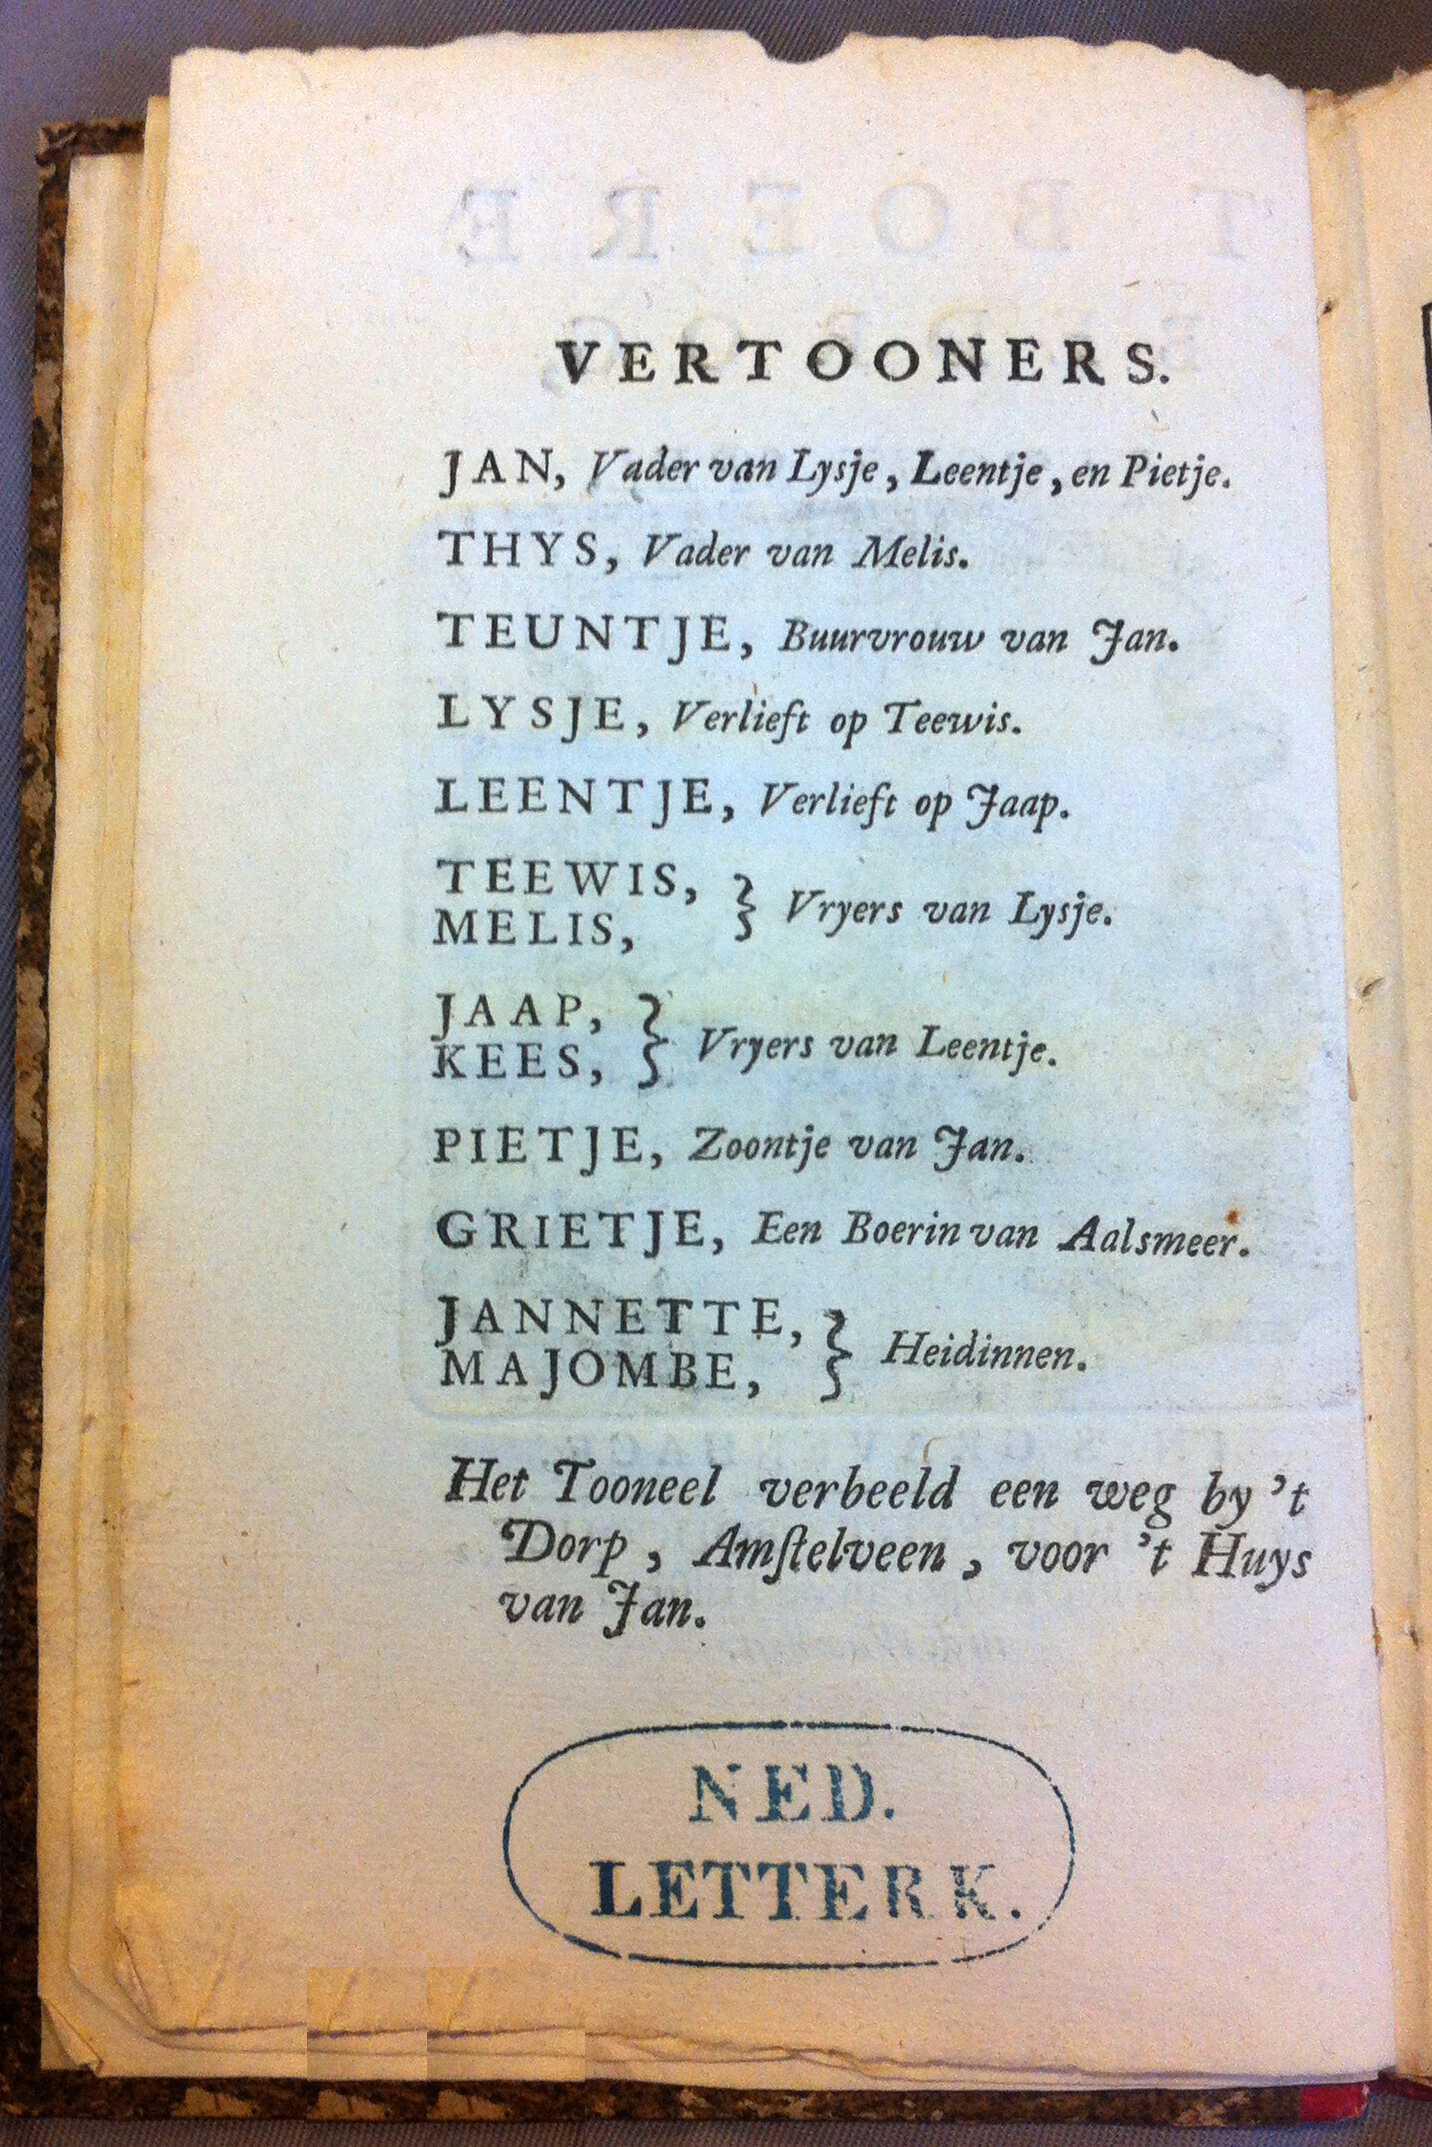 VERTOONERS.
JAN, Vader van Lysje, Leentje, en Pietje.
THYS, Vader van Melis.
TEUNTJE, Buurvrouw van Jan.
LYSJE, Verlieft op Teewis.
LEENTJE, Verlieft op Jaap.
TEEWIS,
MELIS,
} Vryers van Lysje.
JAAP,
KEES,
} Vryers van Leentje.
PIETJE, Zoontje van Jan.
GRIETJE, Een Boerin van Aalsmeer.
JANNETTE,
MAJOMBE,
} Heidinnen.
Het Tooneel verbeeld een weg by 't
Dorp, Amſtelveen, voor 't Huys
van Jan.
NED.
LETTERK.